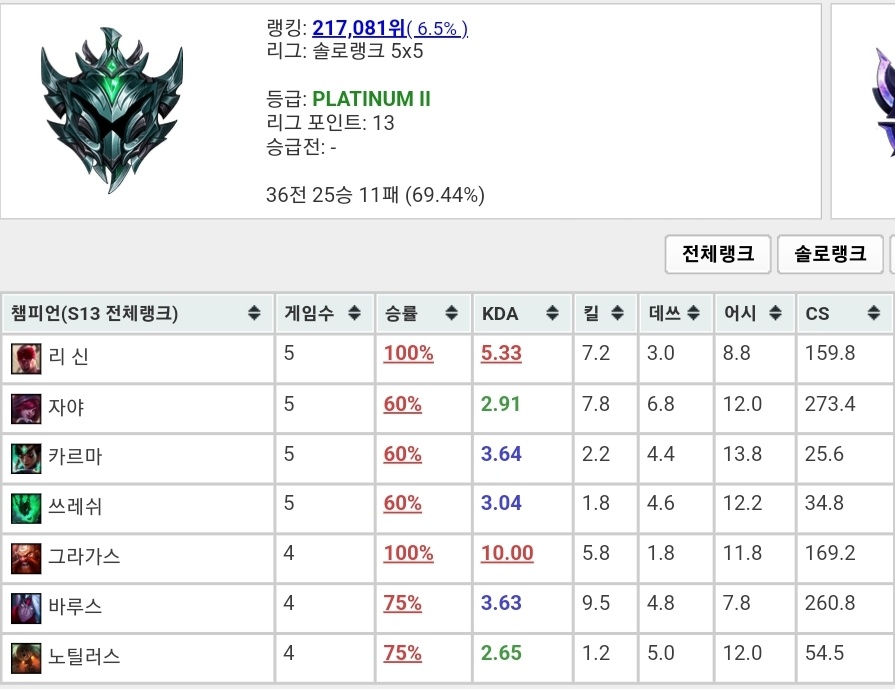 랭킹: 217,081위( 6.5% )
리그: 솔로랭크 5x5
등급: PLATINUM II
리그 포인트: 13
승급전: -
36전 25승 11패 (69.44%)
전체랭크 솔로랭크
챔피언(S13 전체랭크) 게임수 승률 KDA 킬 데쓰 어시 CS
리 신 5 100% 5.33 7.2 3.0 8.8 159.8
자야 5 60% 2.91 7.8 6.8 12.0 273.4
카르마 5 60% 3.64 2.2 4.4 13.8 25.6
쓰레쉬 5 60% 3.04 1.8 4.6 12.2 34.8
그라가스 4 100% 10.00 5.8 1.8 11.8 169.2
바루스 4 75% 3.63 9.5 4.8 7.8 260.8
노틸러스 4 75% 2.65 1.2 5.0 12.0 54.5